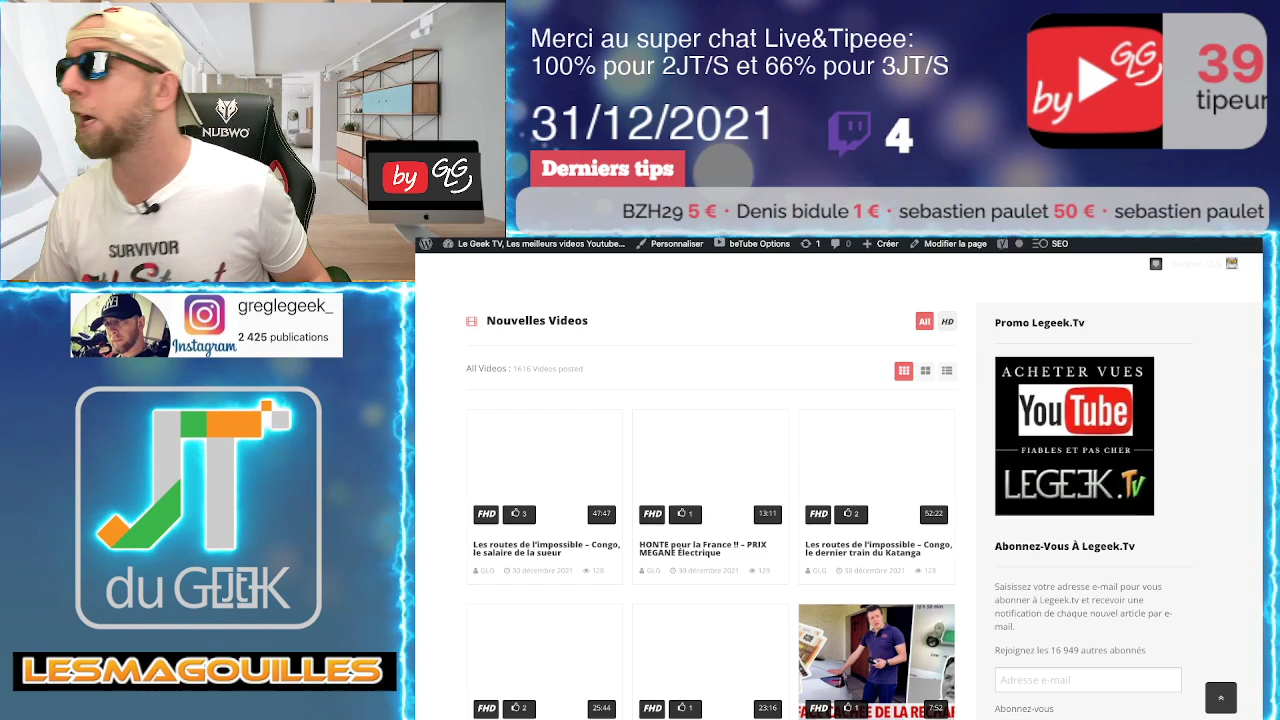 NUBWO
by GLG
SURVIVOR
Merci au super chat Live&Tipeee:
100% pour 2JT/S et 66% pour 3JT/S
31/12/2021
4
Derniers tips
by GLG
39
tipeur
BZH29 5 € · Denis bidule 1 € · sebastien paulet 50 € · sebastien paulet
greglegeek_
Instagram
2 425 publications
JT
du GEEK
LESMAGOUILLES
Le Geek TV, Les meilleurs videos Youtube... Personnaliser beTube Options 1 0 Créer Modifier la page SEO
Nouvelles Videos
All HD
All Videos : 1616 Videos posted
FHD 3 47:47
FHD 1 13:11
FHD 2 52:22
Les routes de l'impossible – Congo,
le salaire de la sueur
GLG 30 décembre 2021 128
HONTE pour la France !! – PRIX
MEGANE Électrique
GLG 30 décembre 2021 129
Les routes de l'impossible – Congo,
le dernier train du Katanga
GLG 30 décembre 2021 128
FHD 2 25:44
FHD 1 23:16
FHD 1 7:52
FACE CACHÉE DE LA RECHAR
Promo Legeek.Tv
ACHETER VUES
YouTube
FIABLES ET PAS CHER
LEGEEK.Tv
Abonnez-Vous À Legeek.Tv
Saisissez votre adresse e-mail pour vous
abonner à Legeek.tv et recevoir une
notification de chaque nouvel article par e-
mail.
Rejoignez les 16 949 autres abonnés
Adresse e-mail
Abonnez-vous